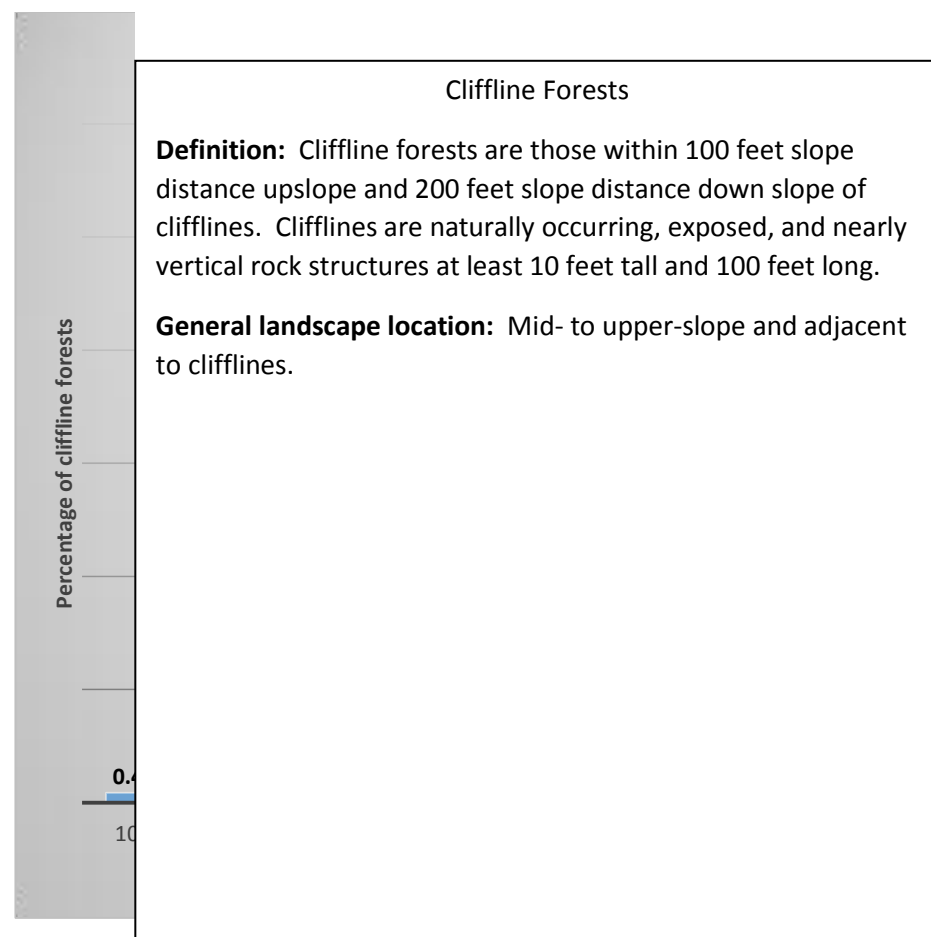 Cliffline Forests
Definition:  Cliffline forests are those within 100 feet slope
distance upslope and 200 feet slope distance down slope of
clifflines.  Clifflines are naturally occurring, exposed, and nearly
vertical rock structures at least 10 feet tall and 100 feet long.
General landscape location:  Mid- to upper-slope and adjacent
to clifflines.
Percentage of cliffline forests